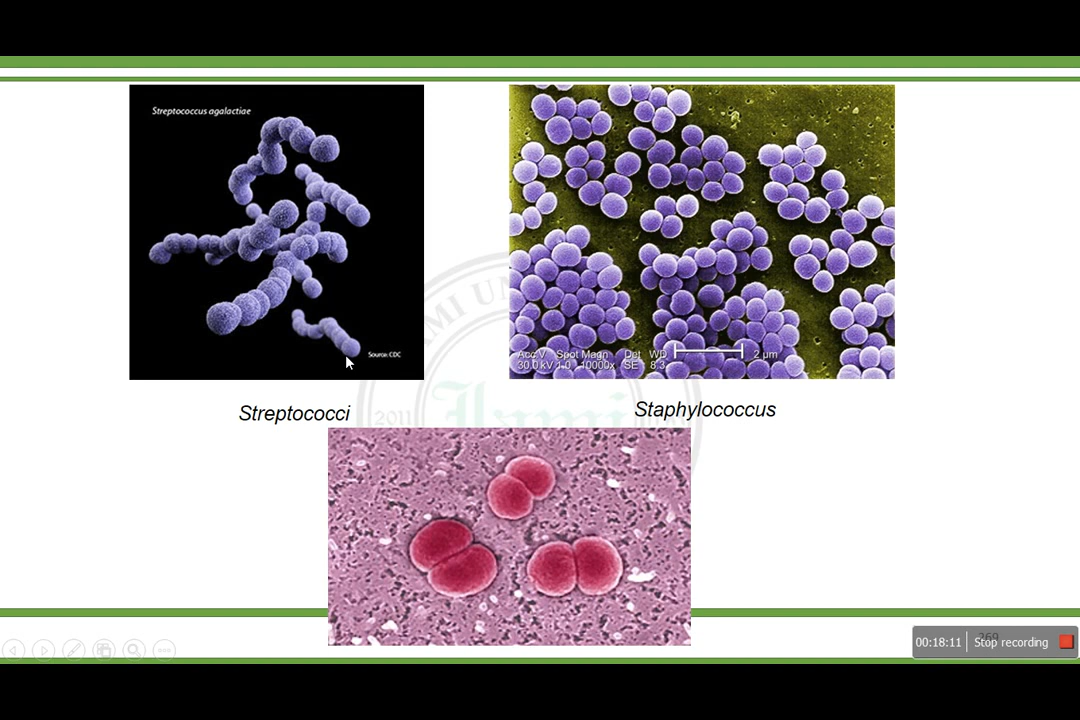 Streptococcus agalactiae
Source: CDC
Acc.V Spot Magn Det WD
30.0 kV 1.0 10000x SE 8.3
2 µm
Streptococci
Staphylococcus
2011
00:18:11 Stop recording